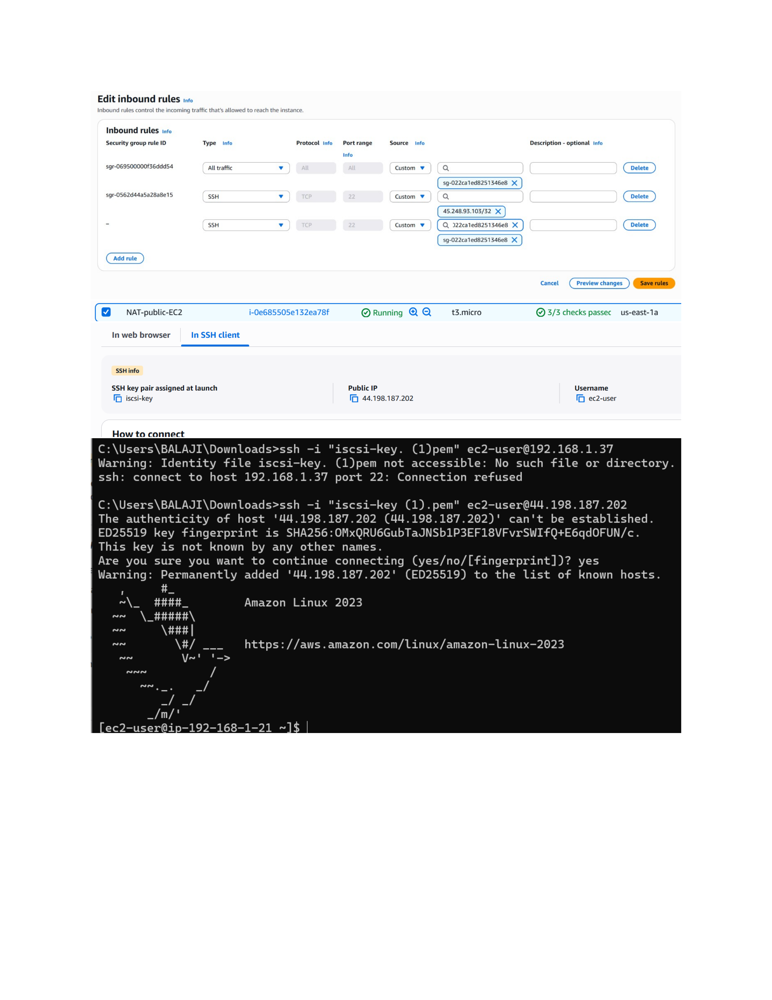 Edit inbound rules Info
Inbound rules control the incoming traffic that's allowed to reach the instance.
Inbound rules Info
Security group rule ID Type Info Protocol Info Port range Source Info Description - optional Info
Info
sgr-069500000f36ddd54 All traffic All All Custom Delete
sg-022ca1ed8251346e8
sgr-0562d44a5a28a8e15 SSH TCP 22 Custom Delete
45.248.93.103/32
– SSH TCP 22 Custom 022ca1ed8251346e8 Delete
sg-022ca1ed8251346e8
Add rule
Cancel Preview changes Save rules
NAT-public-EC2 i-0e685505e132ea78f Running t3.micro 3/3 checks passec us-east-1a
In web browser In SSH client
SSH info
SSH key pair assigned at launch Public IP Username
iscsi-key 44.198.187.202 ec2-user
How to connect
C:\Users\BALAJI\Downloads>ssh -i "iscsi-key. (1)pem" ec2-user@192.168.1.37
Warning: Identity file iscsi-key. (1)pem not accessible: No such file or directory.
ssh: connect to host 192.168.1.37 port 22: Connection refused
C:\Users\BALAJI\Downloads>ssh -i "iscsi-key (1).pem" ec2-user@44.198.187.202
The authenticity of host '44.198.187.202 (44.198.187.202)' can't be established.
ED25519 key fingerprint is SHA256:OMxQRU6GubTaJNSb1P3EF18VFvrSWIfQ+E6qdOFUN/c.
This key is not known by any other names.
Are you sure you want to continue connecting (yes/no/[fingerprint])? yes
Warning: Permanently added '44.198.187.202' (ED25519) to the list of known hosts.
   ,     #_
   ~\_  ####_        Amazon Linux 2023
  ~~  \_#####\
  ~~     \###|
  ~~       \#/ ___   https://aws.amazon.com/linux/amazon-linux-2023
   ~~       V~' '->
    ~~~         /
      ~~._.   _/
         _/ _/
       _/m/'
[ec2-user@ip-192-168-1-21 ~]$